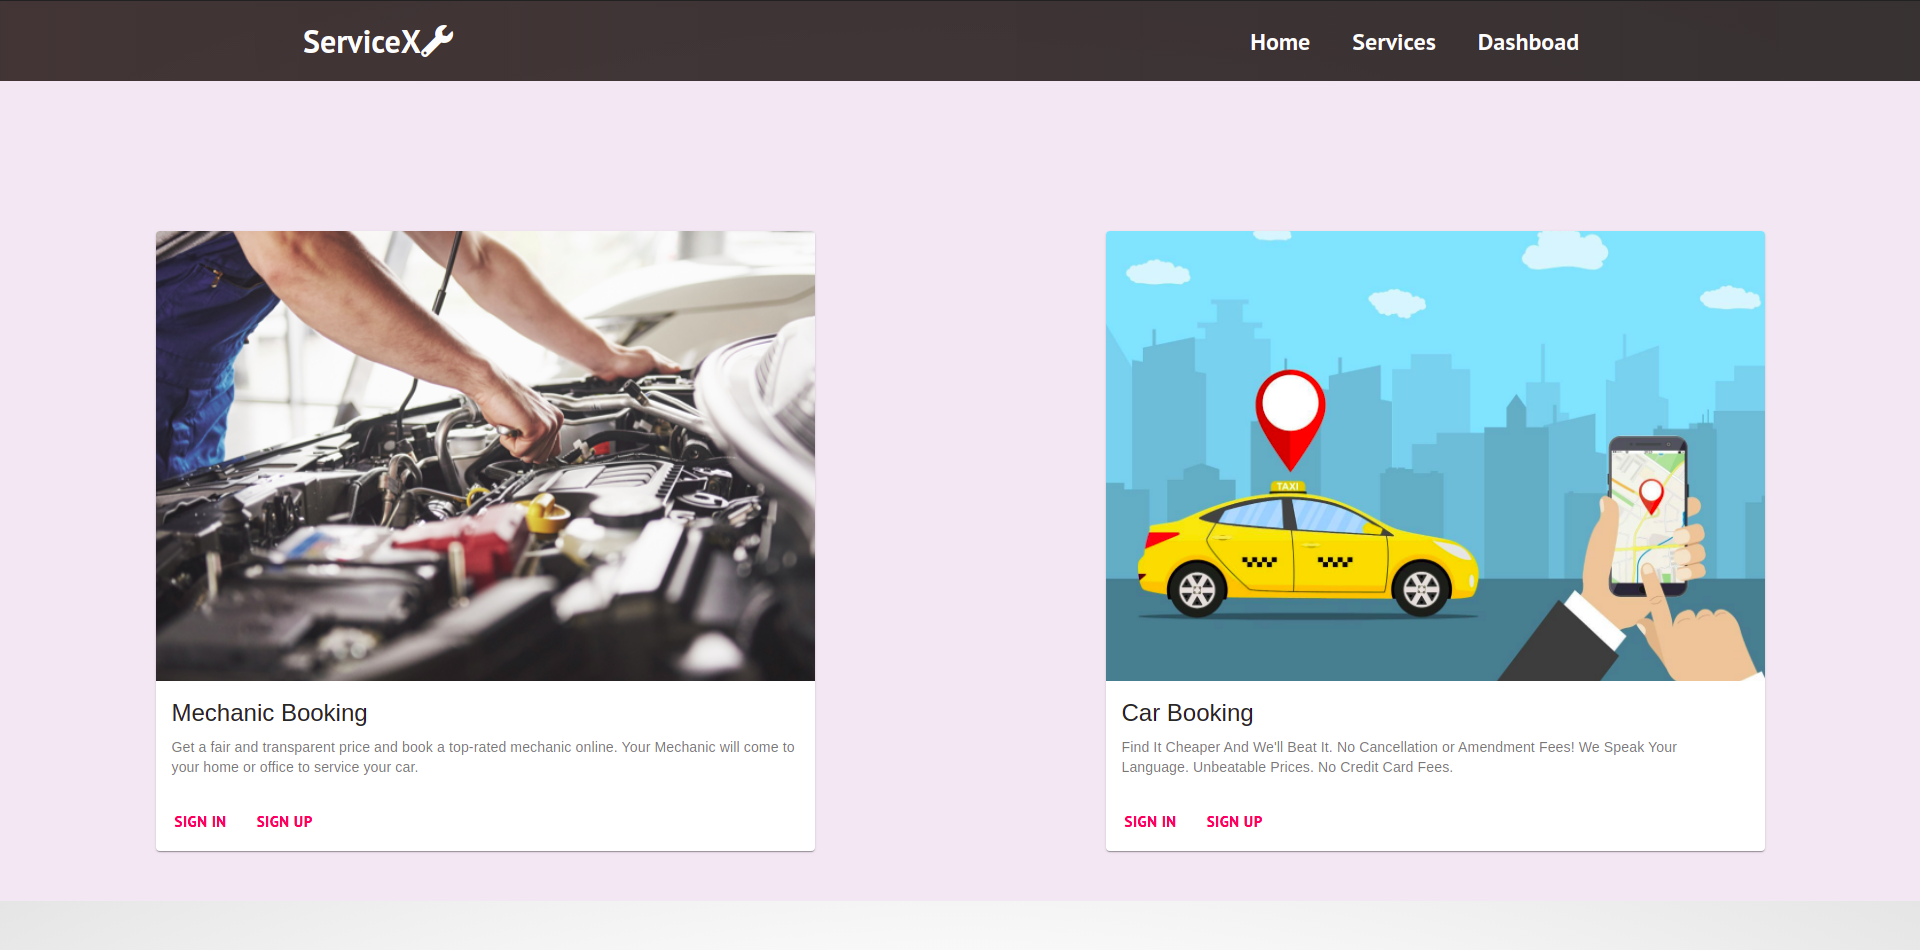 ServiceX
Home Services Dashboad
TAXI
Mechanic Booking
Get a fair and transparent price and book a top-rated mechanic online. Your Mechanic will come to
your home or office to service your car.
SIGN IN SIGN UP
Car Booking
Find It Cheaper And We'll Beat It. No Cancellation or Amendment Fees! We Speak Your
Language. Unbeatable Prices. No Credit Card Fees.
SIGN IN SIGN UP